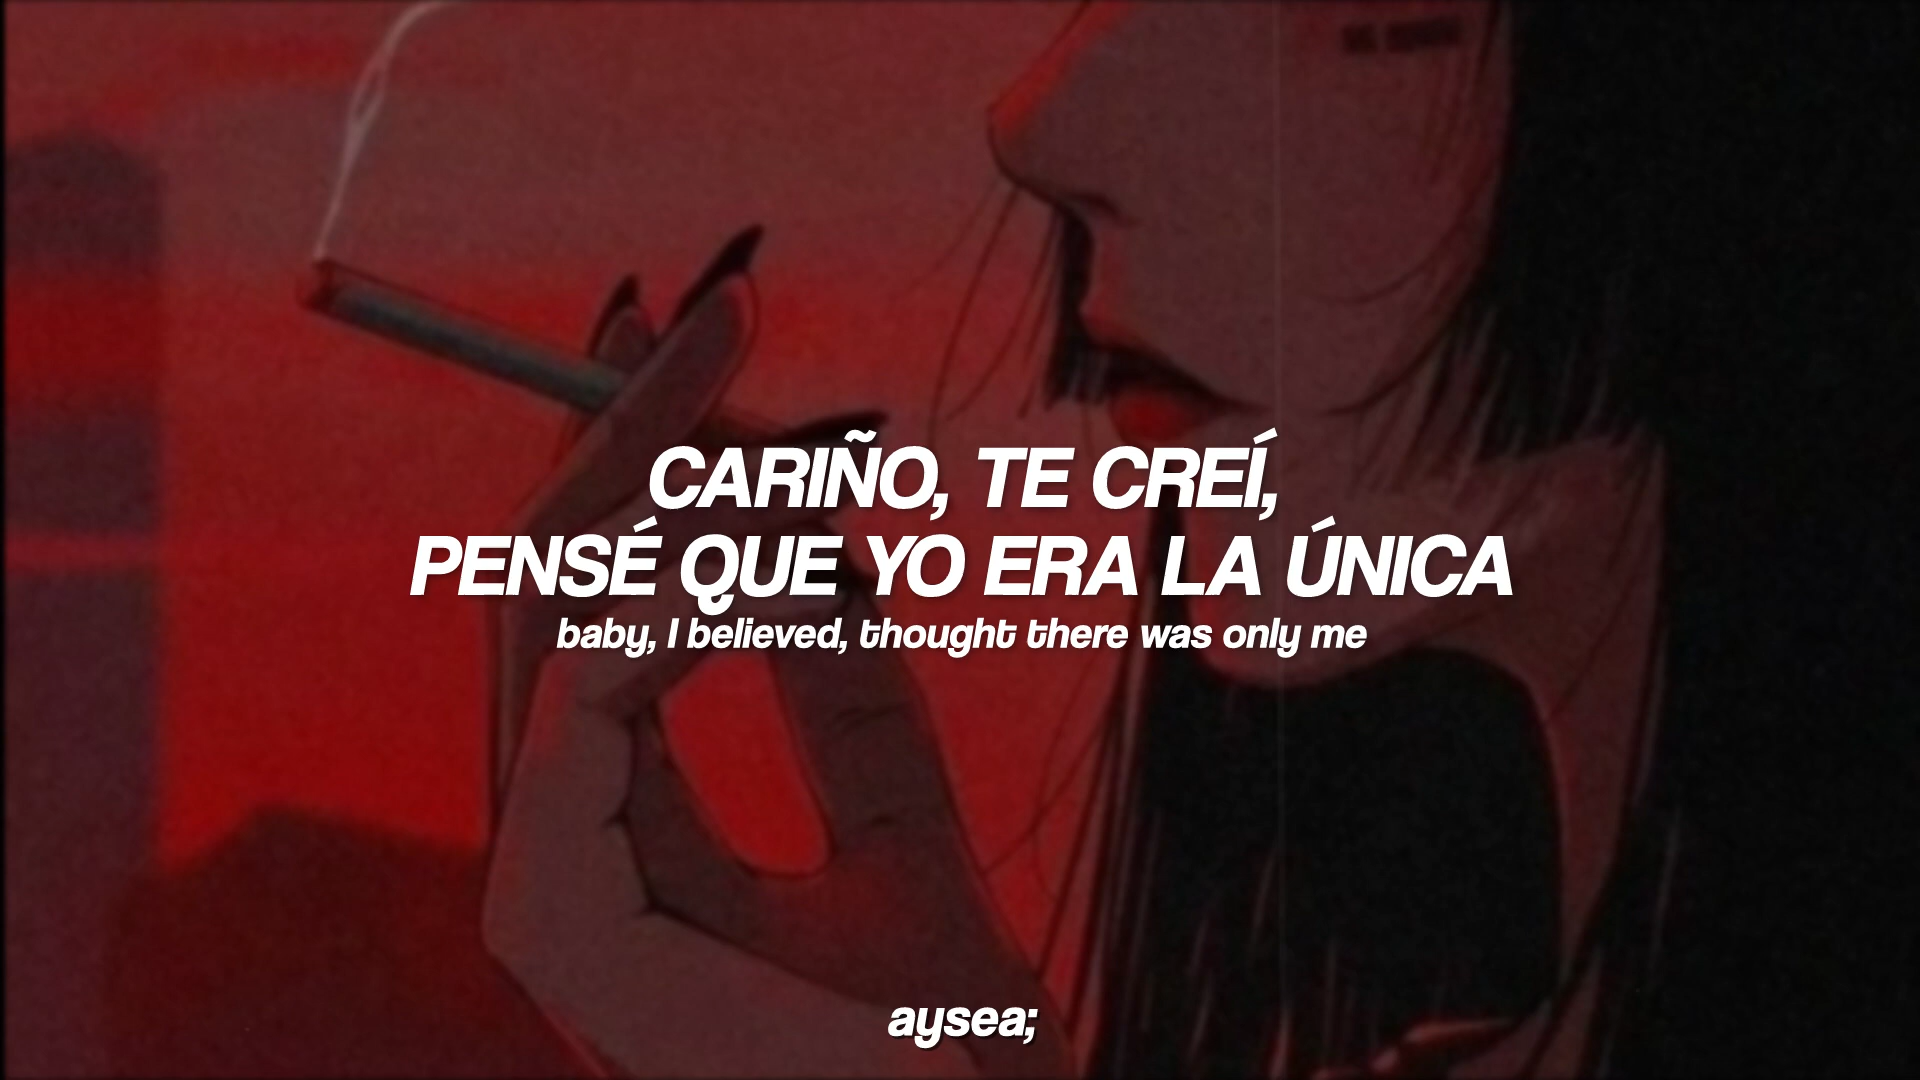 CARIÑO, TE CREÍ,
PENSÉ QUE YO ERA LA ÚNICA
baby, I believed, thought there was only me
aysea;